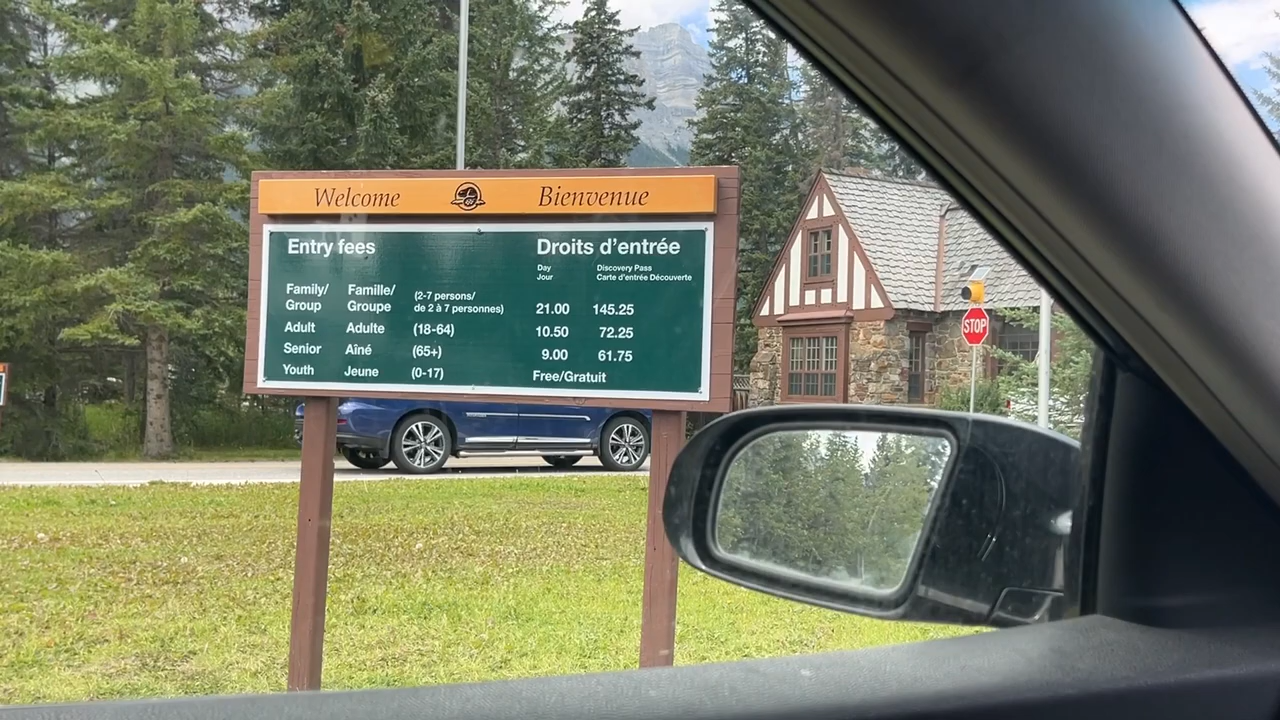 Welcome Bienvenue
Entry fees Droits d'entrée
Day Discovery Pass
Jour Carte d'entrée Découverte
Family/ Famille/ (2-7 persons/
Group Groupe de 2 à 7 personnes) 21.00 145.25
Adult Adulte (18-64) 10.50 72.25
Senior Aîné (65+) 9.00 61.75
Youth Jeune (0-17) Free/Gratuit
STOP